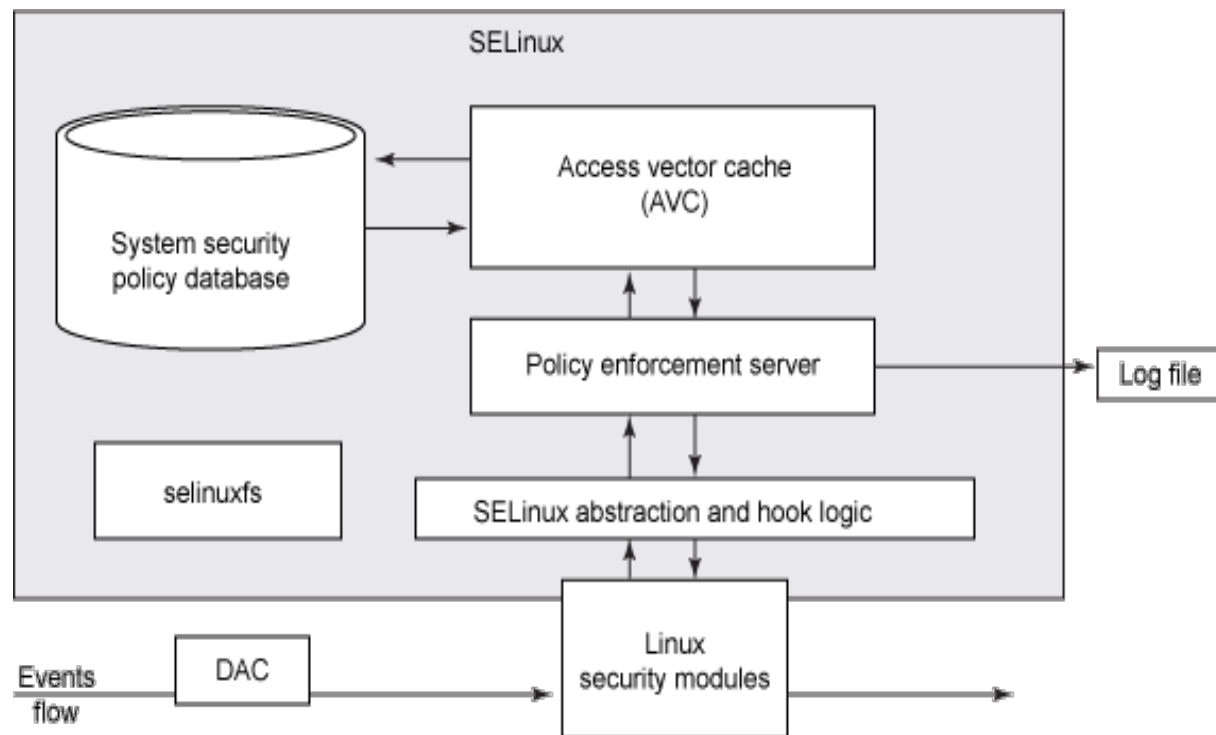 SELinux
Access vector cache
(AVC)
System security
policy database
Policy enforcement server
Log file
selinuxfs
SELinux abstraction and hook logic
Linux
security modules
DAC
Events
flow